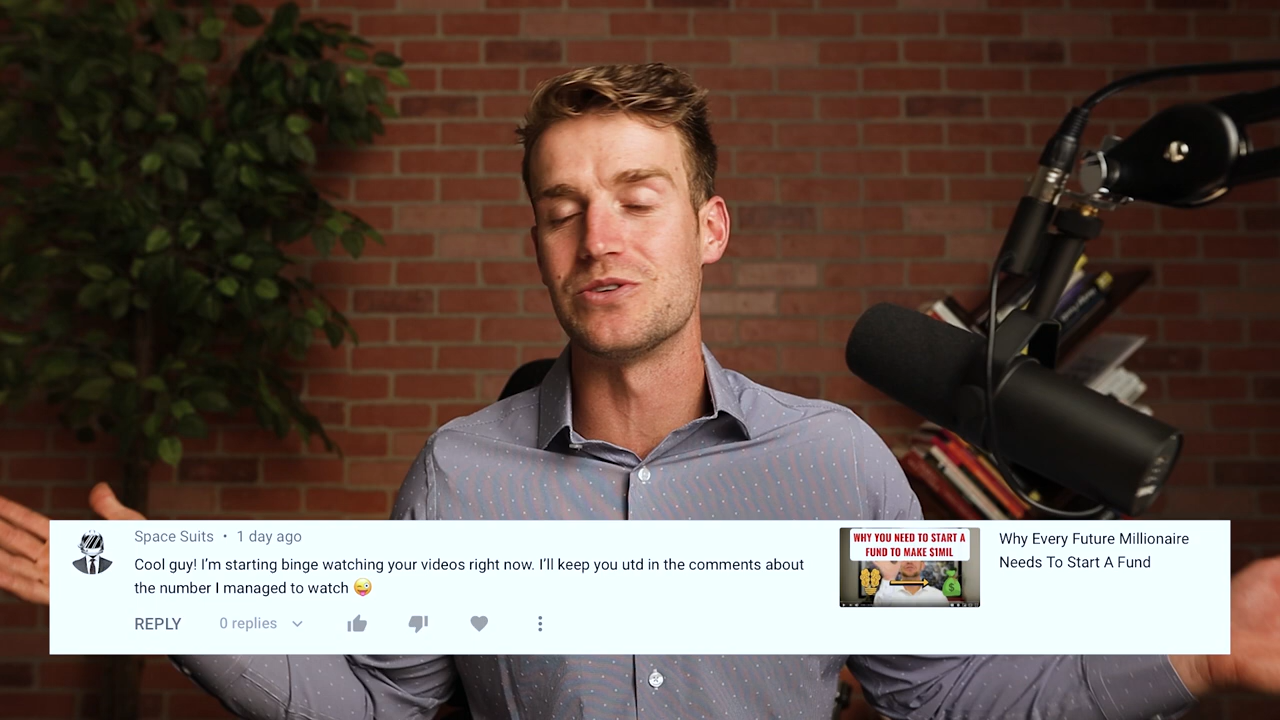 Space Suits • 1 day ago
Cool guy! I’m starting binge watching your videos right now. I’ll keep you utd in the comments about
the number I managed to watch 😜
REPLY 0 replies
WHY YOU NEED TO START A
FUND TO MAKE $1MIL
Why Every Future Millionaire
Needs To Start A Fund